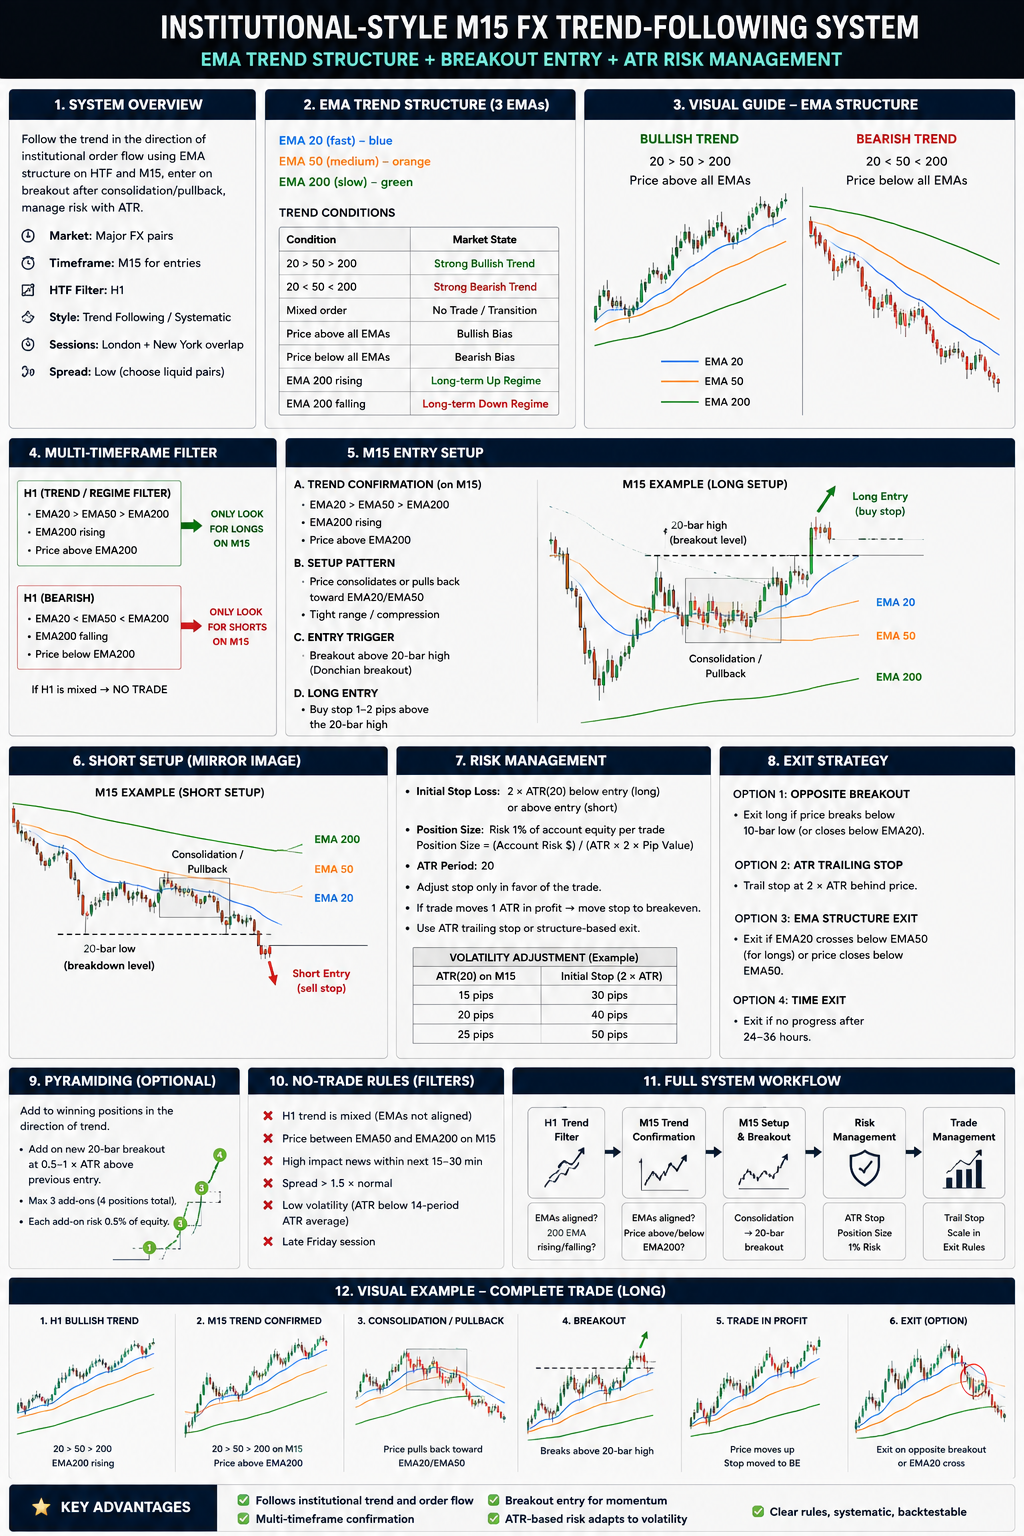 INSTITUTIONAL-STYLE M15 FX TREND-FOLLOWING SYSTEM
EMA TREND STRUCTURE + BREAKOUT ENTRY + ATR RISK MANAGEMENT
1. SYSTEM OVERVIEW
Follow the trend in the direction of
institutional order flow using EMA
structure on HTF and M15, enter on
breakout after consolidation/pullback,
manage risk with ATR.
Market: Major FX pairs
Timeframe: M15 for entries
HTF Filter: H1
Style: Trend Following / Systematic
Sessions: London + New York overlap
Spread: Low (choose liquid pairs)
2. EMA TREND STRUCTURE (3 EMAs)
EMA 20 (fast) – blue
EMA 50 (medium) – orange
EMA 200 (slow) – green
TREND CONDITIONS
Condition Market State
20 > 50 > 200 Strong Bullish Trend
20 < 50 < 200 Strong Bearish Trend
Mixed order No Trade / Transition
Price above all EMAs Bullish Bias
Price below all EMAs Bearish Bias
EMA 200 rising Long-term Up Regime
EMA 200 falling Long-term Down Regime
3. VISUAL GUIDE – EMA STRUCTURE
BULLISH TREND
20 > 50 > 200
Price above all EMAs
BEARISH TREND
20 < 50 < 200
Price below all EMAs
EMA 20
EMA 50
EMA 200
4. MULTI-TIMEFRAME FILTER
H1 (TREND / REGIME FILTER)
• EMA20 > EMA50 > EMA200
• EMA200 rising
• Price above EMA200
ONLY LOOK
FOR LONGS
ON M15
H1 (BEARISH)
• EMA20 < EMA50 < EMA200
• EMA200 falling
• Price below EMA200
ONLY LOOK
FOR SHORTS
ON M15
If H1 is mixed → NO TRADE
5. M15 ENTRY SETUP
A. TREND CONFIRMATION (on M15)
• EMA20 > EMA50 > EMA200
• EMA200 rising
• Price above EMA200
B. SETUP PATTERN
• Price consolidates or pulls back
toward EMA20/EMA50
• Tight range / compression
C. ENTRY TRIGGER
• Breakout above 20-bar high
(Donchian breakout)
D. LONG ENTRY
• Buy stop 1–2 pips above
the 20-bar high
M15 EXAMPLE (LONG SETUP)
Long Entry
(buy stop)
20-bar high
(breakout level)
EMA 20
EMA 50
Consolidation /
Pullback
EMA 200
6. SHORT SETUP (MIRROR IMAGE)
M15 EXAMPLE (SHORT SETUP)
EMA 200
Consolidation /
Pullback
EMA 50
EMA 20
20-bar low
(breakdown level)
Short Entry
(sell stop)
7. RISK MANAGEMENT
• Initial Stop Loss: 2 × ATR(20) below entry (long)
or above entry (short)
• Position Size: Risk 1% of account equity per trade
Position Size = (Account Risk $) / (ATR × 2 × Pip Value)
• ATR Period: 20
• Adjust stop only in favor of the trade.
• If trade moves 1 ATR in profit → move stop to breakeven.
• Use ATR trailing stop or structure-based exit.
VOLATILITY ADJUSTMENT (Example)
ATR(20) on M15 Initial Stop (2 × ATR)
15 pips 30 pips
20 pips 40 pips
25 pips 50 pips
8. EXIT STRATEGY
OPTION 1: OPPOSITE BREAKOUT
• Exit long if price breaks below
10-bar low (or closes below EMA20).
OPTION 2: ATR TRAILING STOP
• Trail stop at 2 × ATR behind price.
OPTION 3: EMA STRUCTURE EXIT
• Exit if EMA20 crosses below EMA50
(for longs) or price closes below
EMA50.
OPTION 4: TIME EXIT
• Exit if no progress after
24–36 hours.
9. PYRAMIDING (OPTIONAL)
Add to winning positions in the
direction of trend.
• Add on new 20-bar breakout
at 0.5–1 × ATR above
previous entry.
• Max 3 add-ons (4 positions total).
• Each add-on risk 0.5% of equity.
4
3
3
1
10. NO-TRADE RULES (FILTERS)
H1 trend is mixed (EMAs not aligned)
Price between EMA50 and EMA200 on M15
High impact news within next 15–30 min
Spread > 1.5 × normal
Low volatility (ATR below 14-period
ATR average)
Late Friday session
11. FULL SYSTEM WORKFLOW
H1 Trend
Filter
M15 Trend
Confirmation
M15 Setup
& Breakout
Risk
Management
Trade
Management
EMAs aligned?
200 EMA
rising/falling?
EMAs aligned?
Price above/below
EMA200?
Consolidation
→ 20-bar
breakout
ATR Stop
Position Size
1% Risk
Trail Stop
Scale in
Exit Rules
12. VISUAL EXAMPLE – COMPLETE TRADE (LONG)
1. H1 BULLISH TREND
20 > 50 > 200
EMA200 rising
2. M15 TREND CONFIRMED
20 > 50 > 200 on M15
Price above EMA200
3. CONSOLIDATION / PULLBACK
Price pulls back toward
EMA20/EMA50
4. BREAKOUT
Breaks above 20-bar high
5. TRADE IN PROFIT
Price moves up
Stop moved to BE
6. EXIT (OPTION)
Exit on opposite breakout
or EMA20 cross
KEY ADVANTAGES
Follows institutional trend and order flow
Multi-timeframe confirmation
Breakout entry for momentum
ATR-based risk adapts to volatility
Clear rules, systematic, backtestable